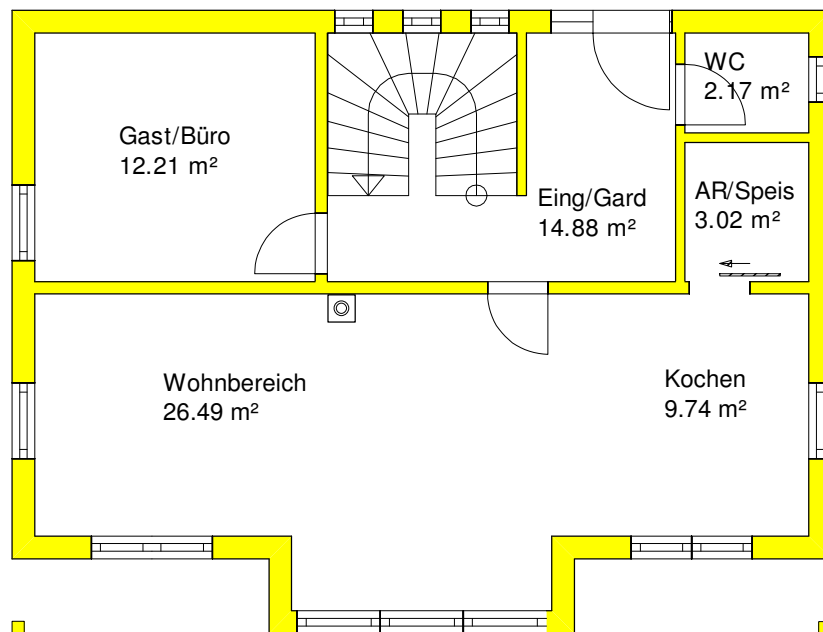 WC
2.17 m²
Gast/Büro
12.21 m²
Eing/Gard
14.88 m²
AR/Speis
3.02 m²
Wohnbereich
26.49 m²
Kochen
9.74 m²